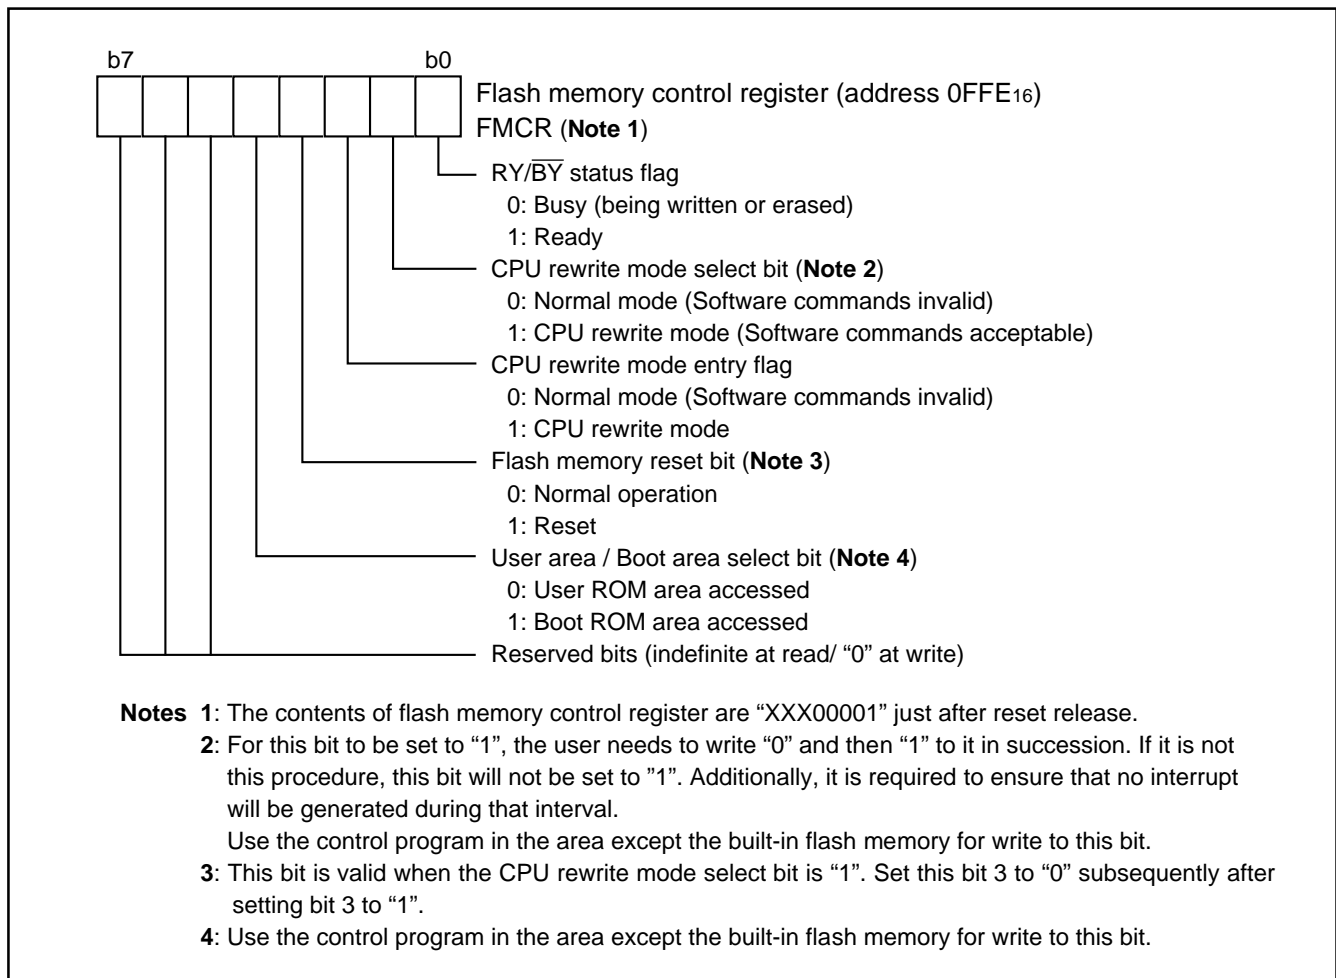 b7 b0
Flash memory control register (address 0FFE16)
FMCR (Note 1)
RY/BY status flag
0: Busy (being written or erased)
1: Ready
CPU rewrite mode select bit (Note 2)
0: Normal mode (Software commands invalid)
1: CPU rewrite mode (Software commands acceptable)
CPU rewrite mode entry flag
0: Normal mode (Software commands invalid)
1: CPU rewrite mode
Flash memory reset bit (Note 3)
0: Normal operation
1: Reset
User area / Boot area select bit (Note 4)
0: User ROM area accessed
1: Boot ROM area accessed
Reserved bits (indefinite at read/ “0” at write)
Notes 1: The contents of flash memory control register are “XXX00001” just after reset release.
2: For this bit to be set to “1”, the user needs to write “0” and then “1” to it in succession. If it is not
this procedure, this bit will not be set to ”1”. Additionally, it is required to ensure that no interrupt
will be generated during that interval.
Use the control program in the area except the built-in flash memory for write to this bit.
3: This bit is valid when the CPU rewrite mode select bit is “1”. Set this bit 3 to “0” subsequently after
setting bit 3 to “1”.
4: Use the control program in the area except the built-in flash memory for write to this bit.